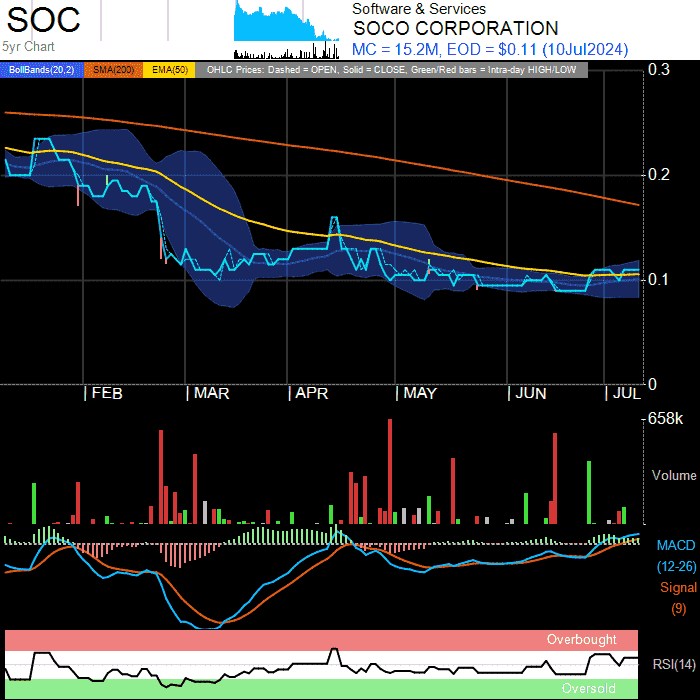 SOC
5yr Chart
Software & Services
SOCO CORPORATION
MC = 15.2M, EOD = $0.11 (10Jul2024)
BollBands(20,2) SMA(200) EMA(50) OHLC Prices: Dashed = OPEN, Solid = CLOSE, Green/Red bars = Intra-day HIGH/LOW
0.3
0.2
0.1
0
| FEB | MAR | APR | MAY | JUN | JUL
658k
Volume
MACD
(12-26)
Signal
(9)
Overbought
RSI(14)
Oversold